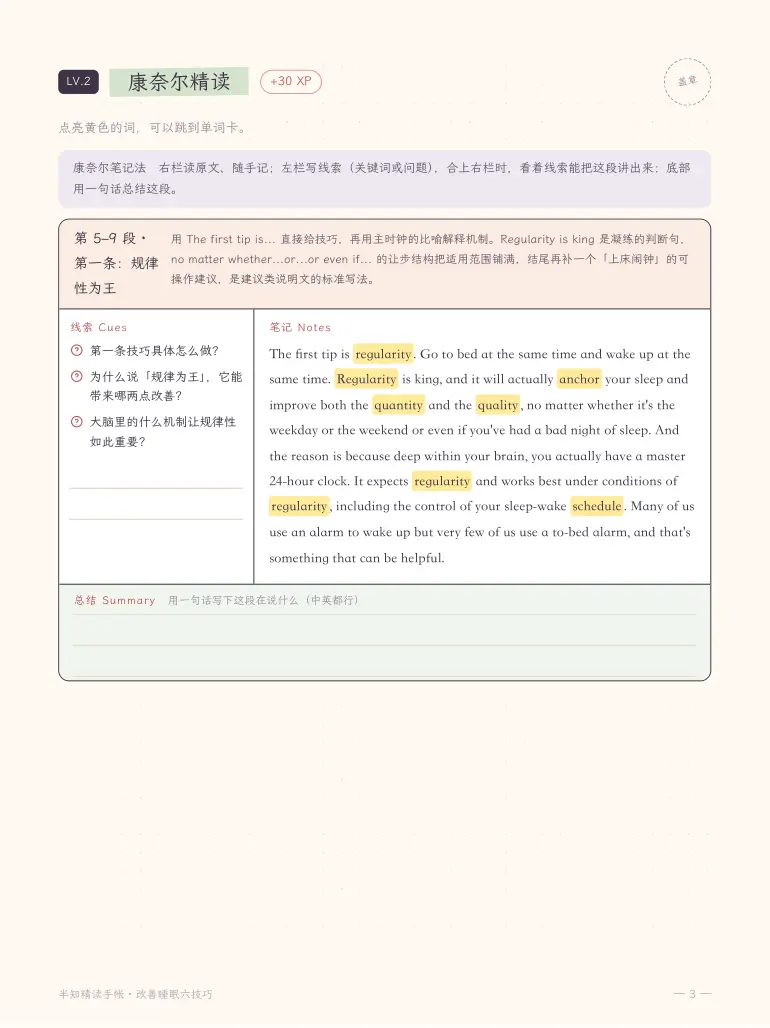 LV.2 康奈尔精读 +30 XP 盖章
点亮黄色的词，可以跳到单词卡。
康奈尔笔记法 右栏读原文、随手记；左栏写线索（关键词或问题），合上右栏时，看着线索能把这段讲出来；底部
用一句话总结这段。
第 5–9 段·
第一条：规律
性为王
用 The first tip is... 直接给技巧，再用主时钟的比喻解释机制。Regularity is king 是凝练的判断句，
no matter whether...or...or even if... 的让步结构把适用范围铺满，结尾再补一个「上床闹钟」的可
操作建议，是建议类说明文的标准写法。
线索 Cues
第一条技巧具体怎么做？
为什么说「规律为王」，它能
带来哪两点改善？
大脑里的什么机制让规律性
如此重要？
笔记 Notes
The first tip is regularity. Go to bed at the same time and wake up at the
same time. Regularity is king, and it will actually anchor your sleep and
improve both the quantity and the quality, no matter whether it's the
weekday or the weekend or even if you've had a bad night of sleep. And
the reason is because deep within your brain, you actually have a master
24-hour clock. It expects regularity and works best under conditions of
regularity, including the control of your sleep-wake schedule. Many of us
use an alarm to wake up but very few of us use a to-bed alarm, and that's
something that can be helpful.
总结 Summary 用一句话写下这段在说什么（中英都行）
半知精读手帐·改善睡眠六技巧
— 3 —